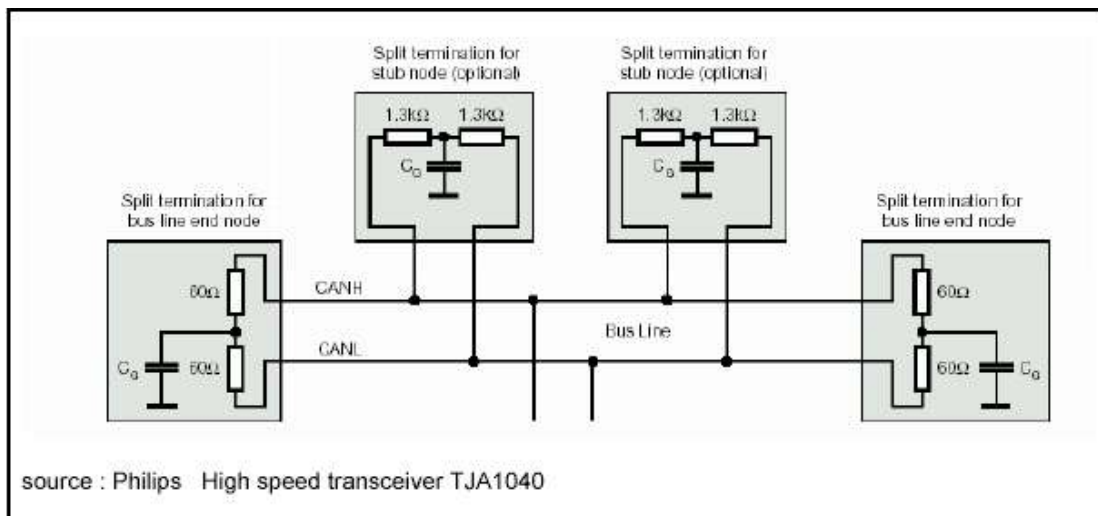 Split termination for
stub node (optional)
Split termination for
stub node (optional)
1.3kΩ 1.3kΩ
1.3kΩ 1.3kΩ
CG
CG
Split termination for
bus line end node
Split termination for
bus line end node
60Ω
CANH
60Ω
Bus Line
CG
60Ω
CANL
60Ω
CG
source : Philips High speed transceiver TJA1040